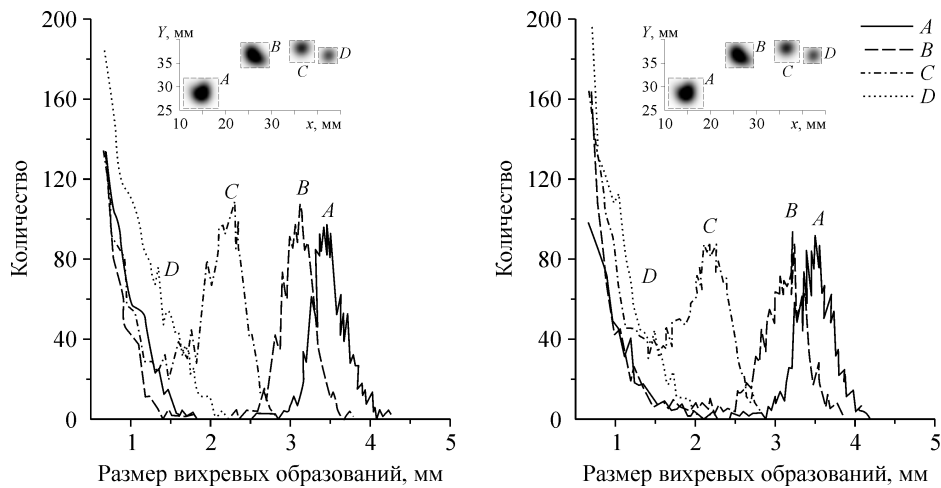 200
160
120
80
40
0
Количество
Y, мм
35
30
25
10
20
30
x, мм
A
B
C
D
C
B
A
D
1
2
3
4
5
Размер вихревых образований, мм
200
160
120
80
40
0
Количество
Y, мм
35
30
25
10
20
30
x, мм
A
B
C
D
A
B
C
D
C
B
A
D
1
2
3
4
5
Размер вихревых образований, мм